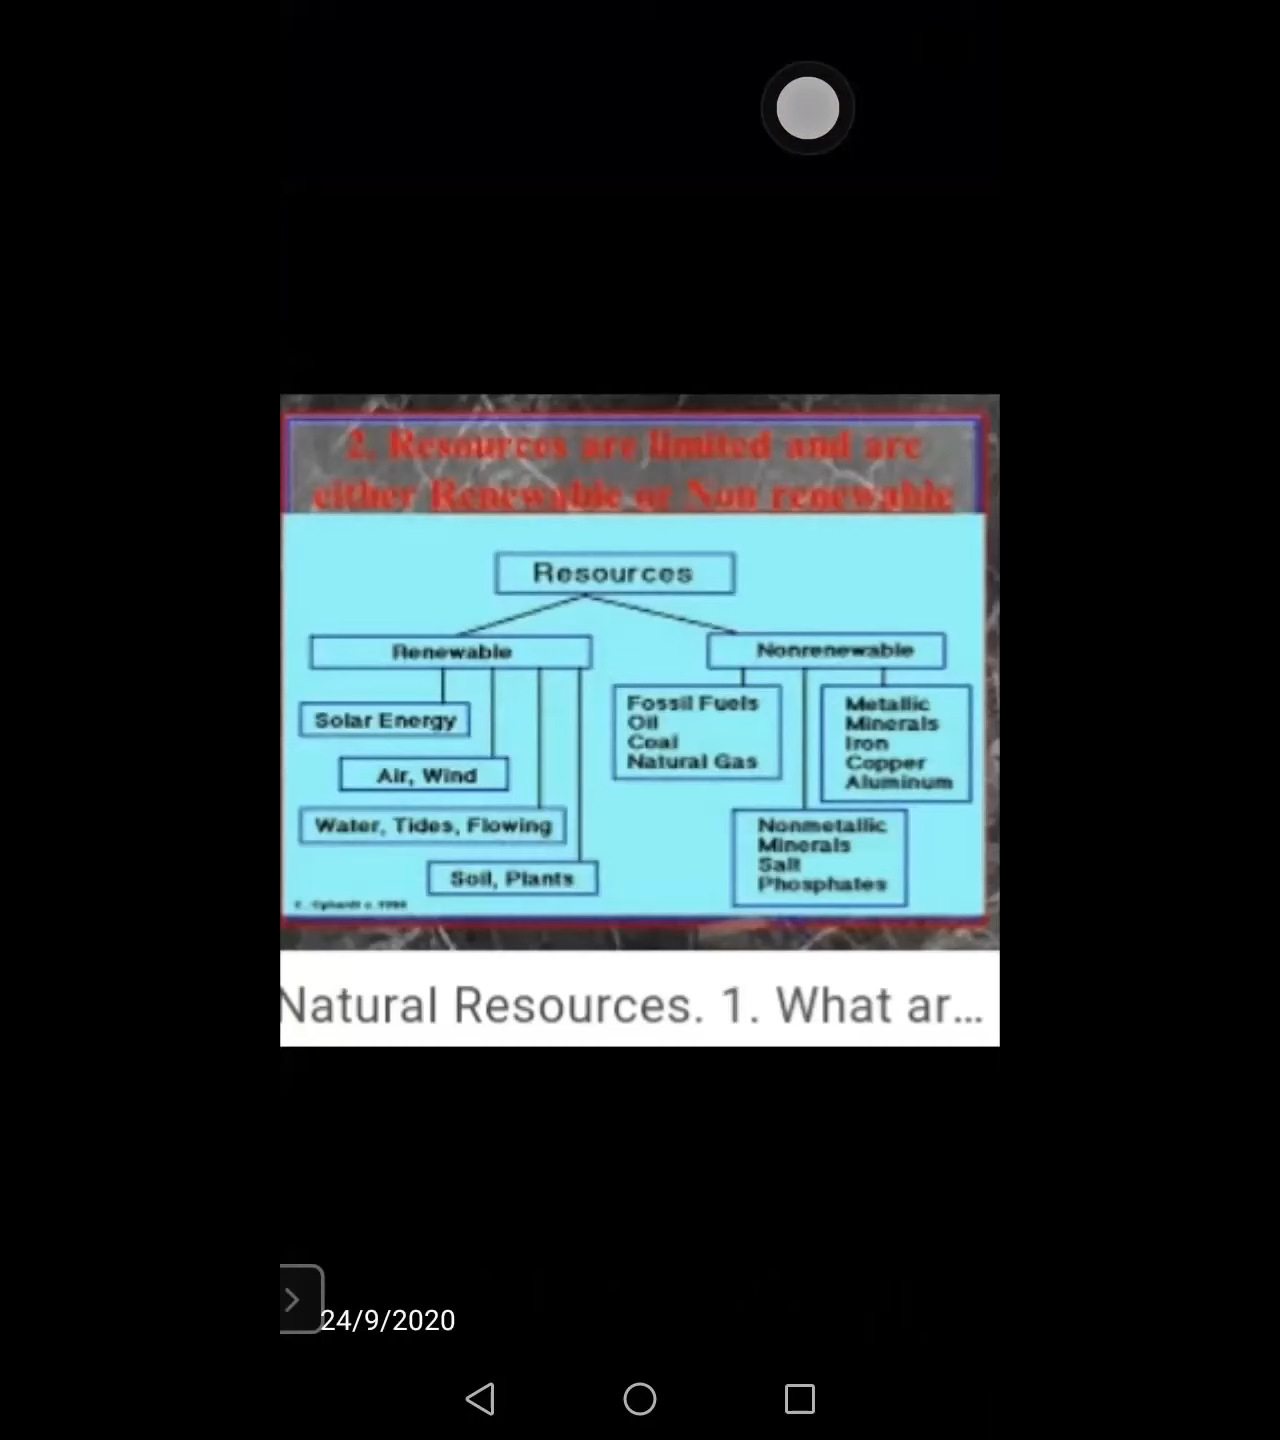 2. Resources are limited and are
either Renewable or Non renewable
Resources
Renewable
Nonrenewable
Solar Energy
Air, Wind
Water, Tides, Flowing
Soil, Plants
Fossil Fuels
Oil
Coal
Natural Gas
Metallic
Minerals
Iron
Copper
Aluminum
Nonmetallic
Minerals
Salt
Phosphates
Natural Resources. 1. What ar...
24/9/2020